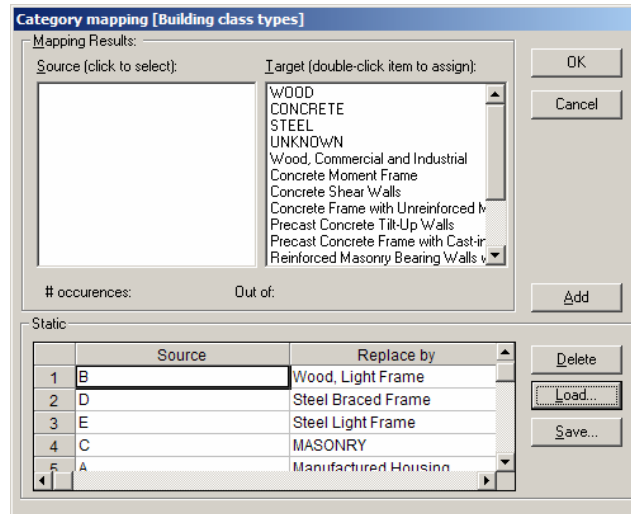 Category mapping [Building class types]
Mapping Results:
Source (click to select):
Target (double-click item to assign):
OK
Cancel
WOOD
CONCRETE
STEEL
UNKNOWN
Wood, Commercial and Industrial
Concrete Moment Frame
Concrete Shear Walls
Concrete Frame with Unreinforced M
Precast Concrete Tilt-Up Walls
Precast Concrete Frame with Cast-in
Reinforced Masonry Bearing Walls w
# occurences: Out of:
Add
Static
Source Replace by
1 B Wood, Light Frame
2 D Steel Braced Frame
3 E Steel Light Frame
4 C MASONRY
5 A Manufactured Housing
Delete
Load...
Save...